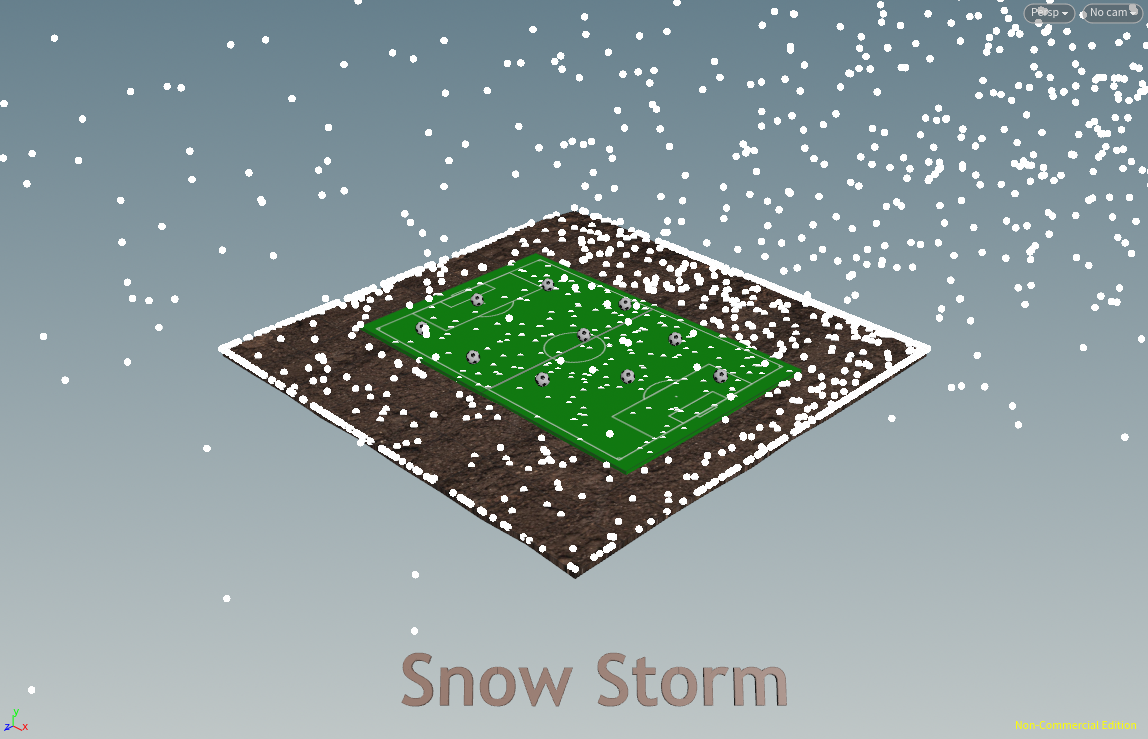 Persp No cam
Snow Storm
y
z x
Non-Commercial Edition